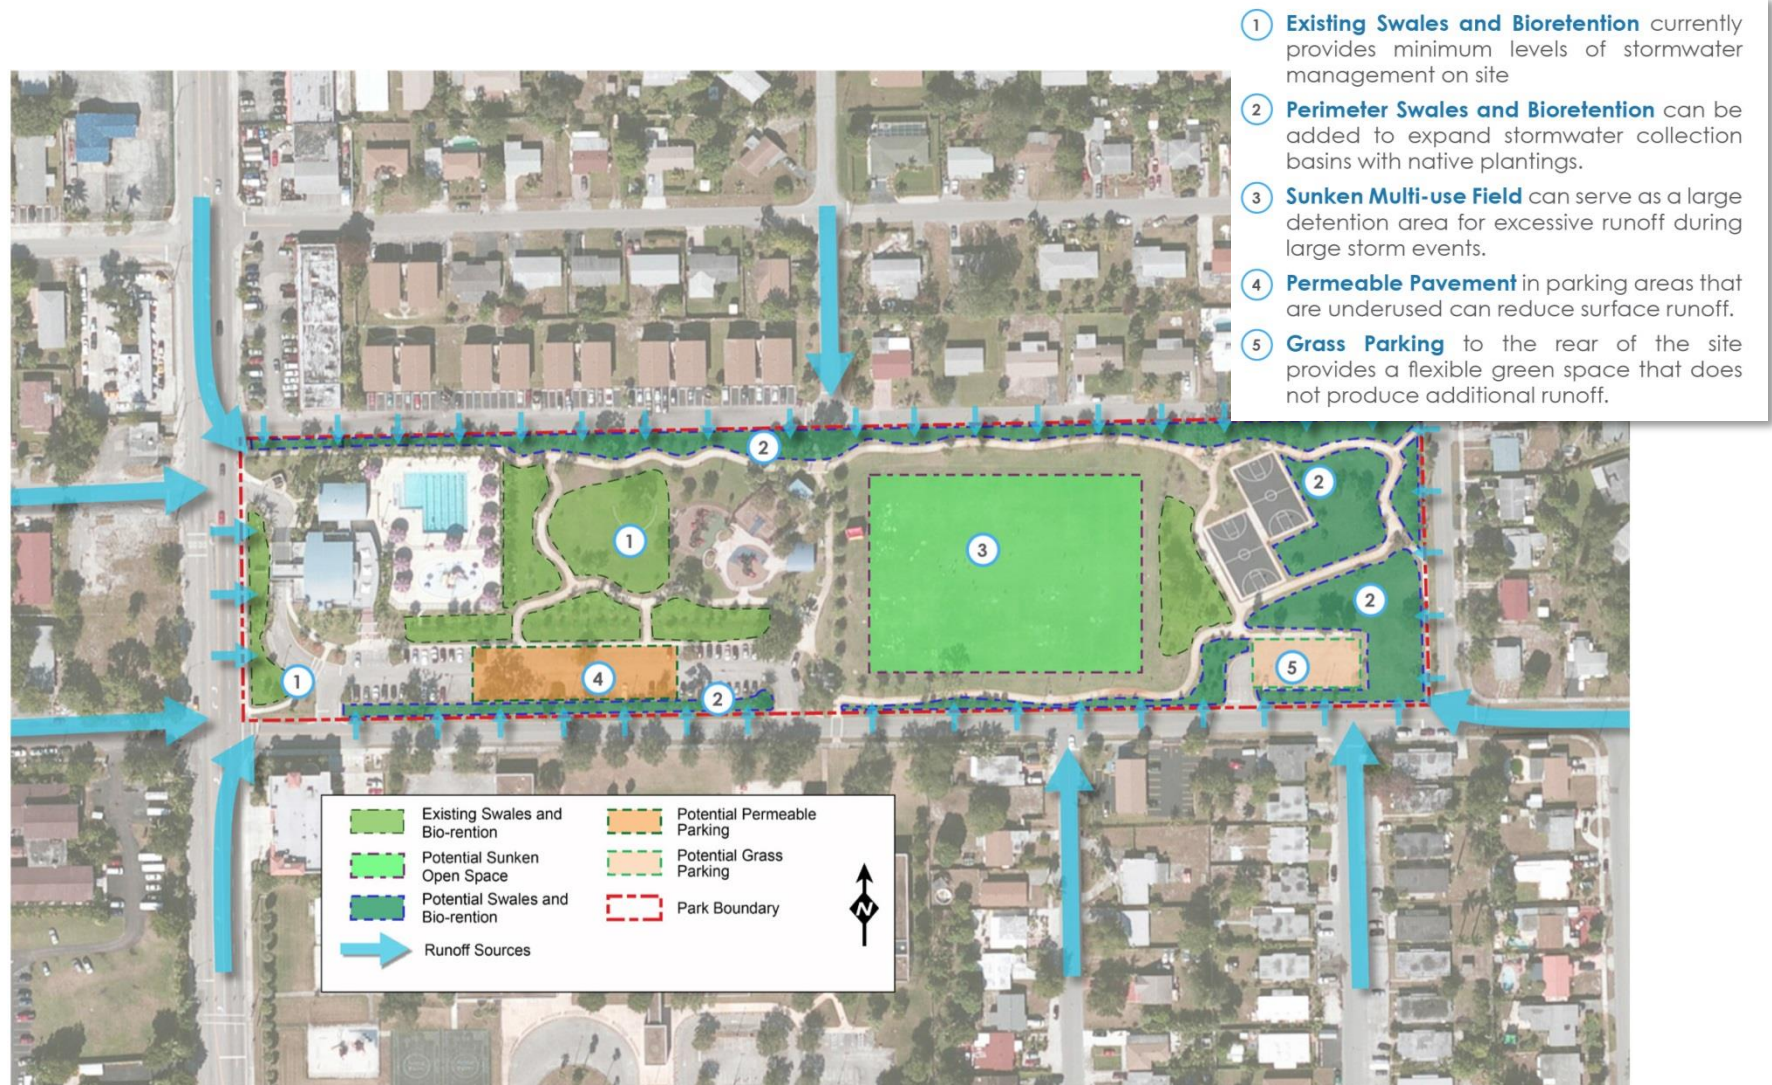 1 Existing Swales and Bioretention currently
provides minimum levels of stormwater
management on site
2 Perimeter Swales and Bioretention can be
added to expand stormwater collection
basins with native plantings.
3 Sunken Multi-use Field can serve as a large
detention area for excessive runoff during
large storm events.
4 Permeable Pavement in parking areas that
are underused can reduce surface runoff.
5 Grass Parking to the rear of the site
provides a flexible green space that does
not produce additional runoff.
2
2
1
3
2
1
4
2
5
Existing Swales and
Bio-rention
Potential Sunken
Open Space
Potential Swales and
Bio-rention
Runoff Sources
Potential Permeable
Parking
Potential Grass
Parking
Park Boundary
N